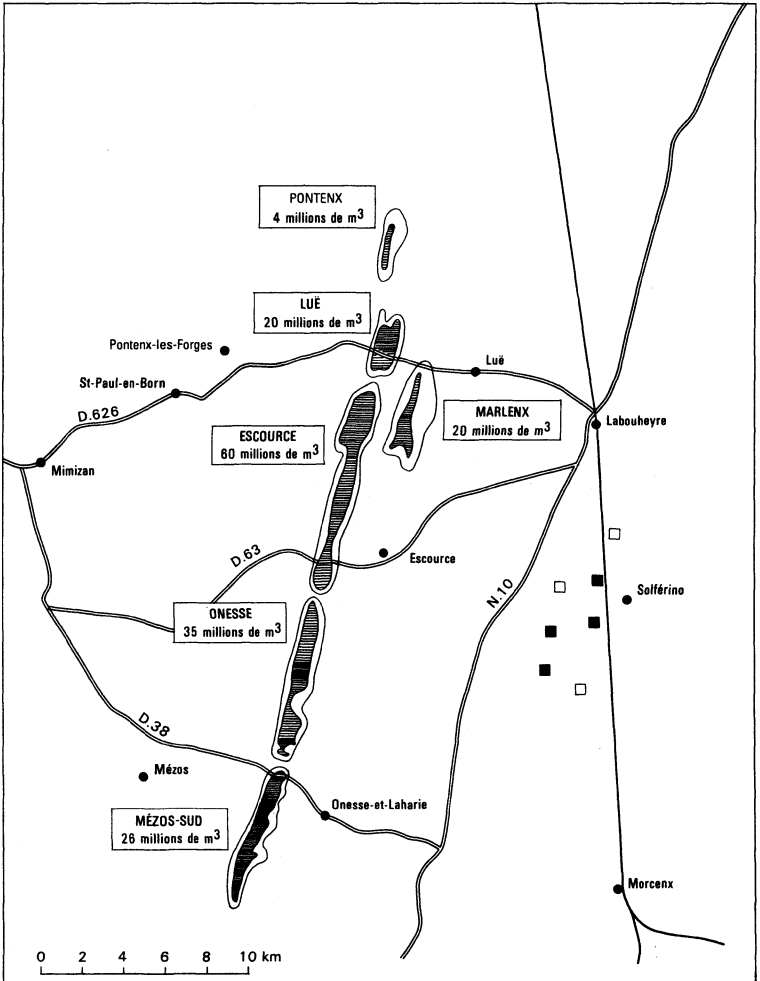 PONTENX
4 millions de m³
LUË
20 millions de m³
Pontenx-les-Forges
Luë
St-Paul-en-Born
D.626
MARLENX
20 millions de m³
Labouheyre
ESCOURCE
60 millions de m³
Mimizan
D.63
Escource
N.10
Solférino
ONESSE
35 millions de m³
D.38
Mézos
Onesse-et-Laharie
MÉZOS-SUD
26 millions de m³
Morcenx
0 2 4 6 8 10 km